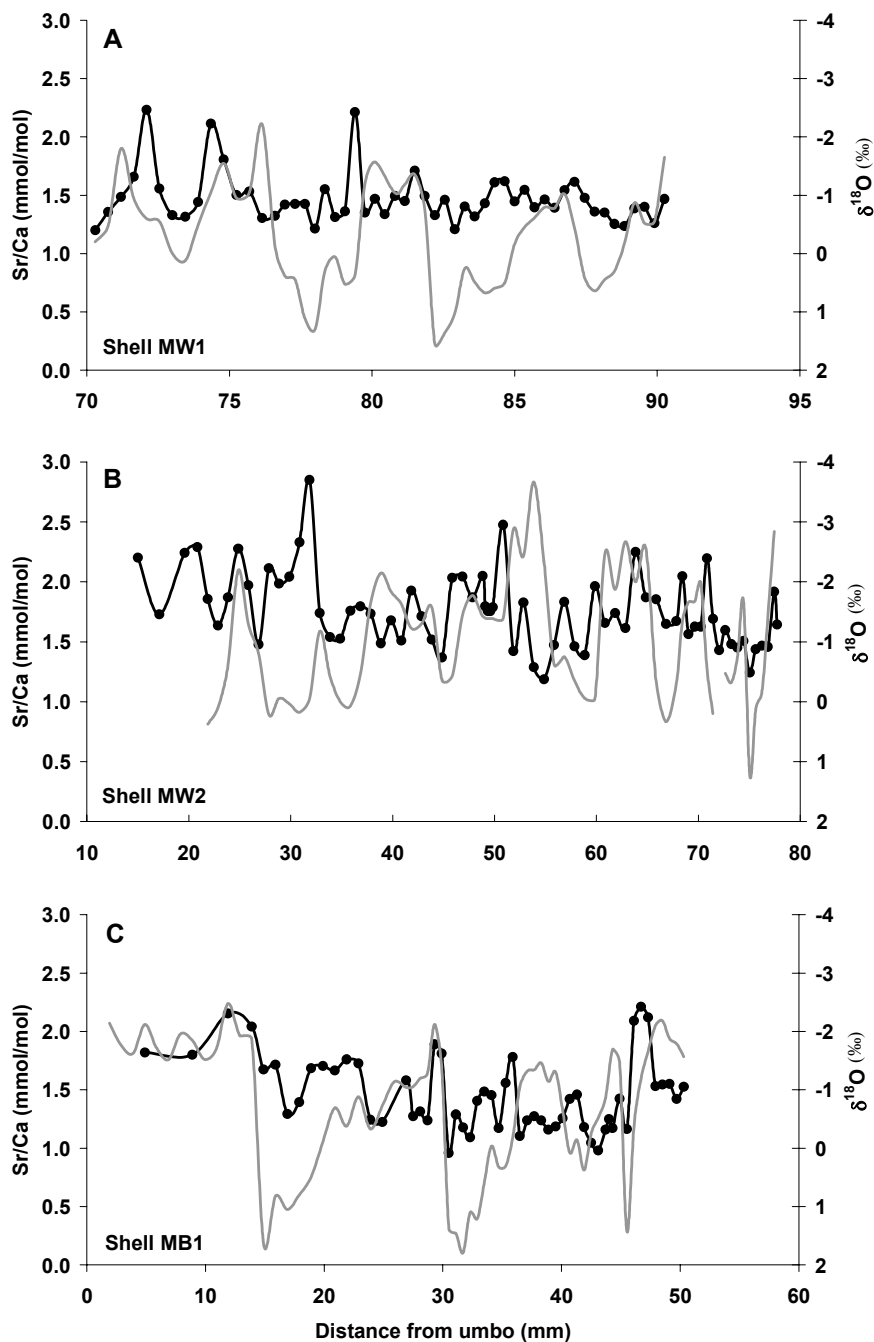 A
Sr/Ca (mmol/mol)
3.0
2.5
2.0
1.5
1.0
0.5
0.0
-4
-3
-2
-1
0
1
2
δ18O (‰)
Shell MW1
70 75 80 85 90 95
B
Sr/Ca (mmol/mol)
3.0
2.5
2.0
1.5
1.0
0.5
0.0
-4
-3
-2
-1
0
1
2
δ18O (‰)
Shell MW2
10 20 30 40 50 60 70 80
C
Sr/Ca (mmol/mol)
3.0
2.5
2.0
1.5
1.0
0.5
0.0
-4
-3
-2
-1
0
1
2
δ18O (‰)
Shell MB1
0 10 20 30 40 50 60
Distance from umbo (mm)